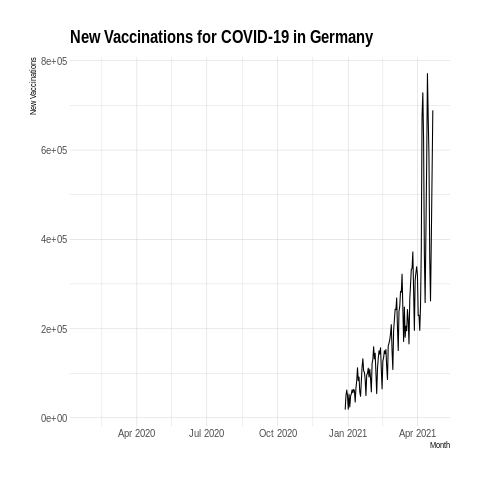 New Vaccinations for COVID-19 in Germany
New Vaccinations
8e+05
6e+05
4e+05
2e+05
0e+00
Apr 2020 Jul 2020 Oct 2020 Jan 2021 Apr 2021
Month